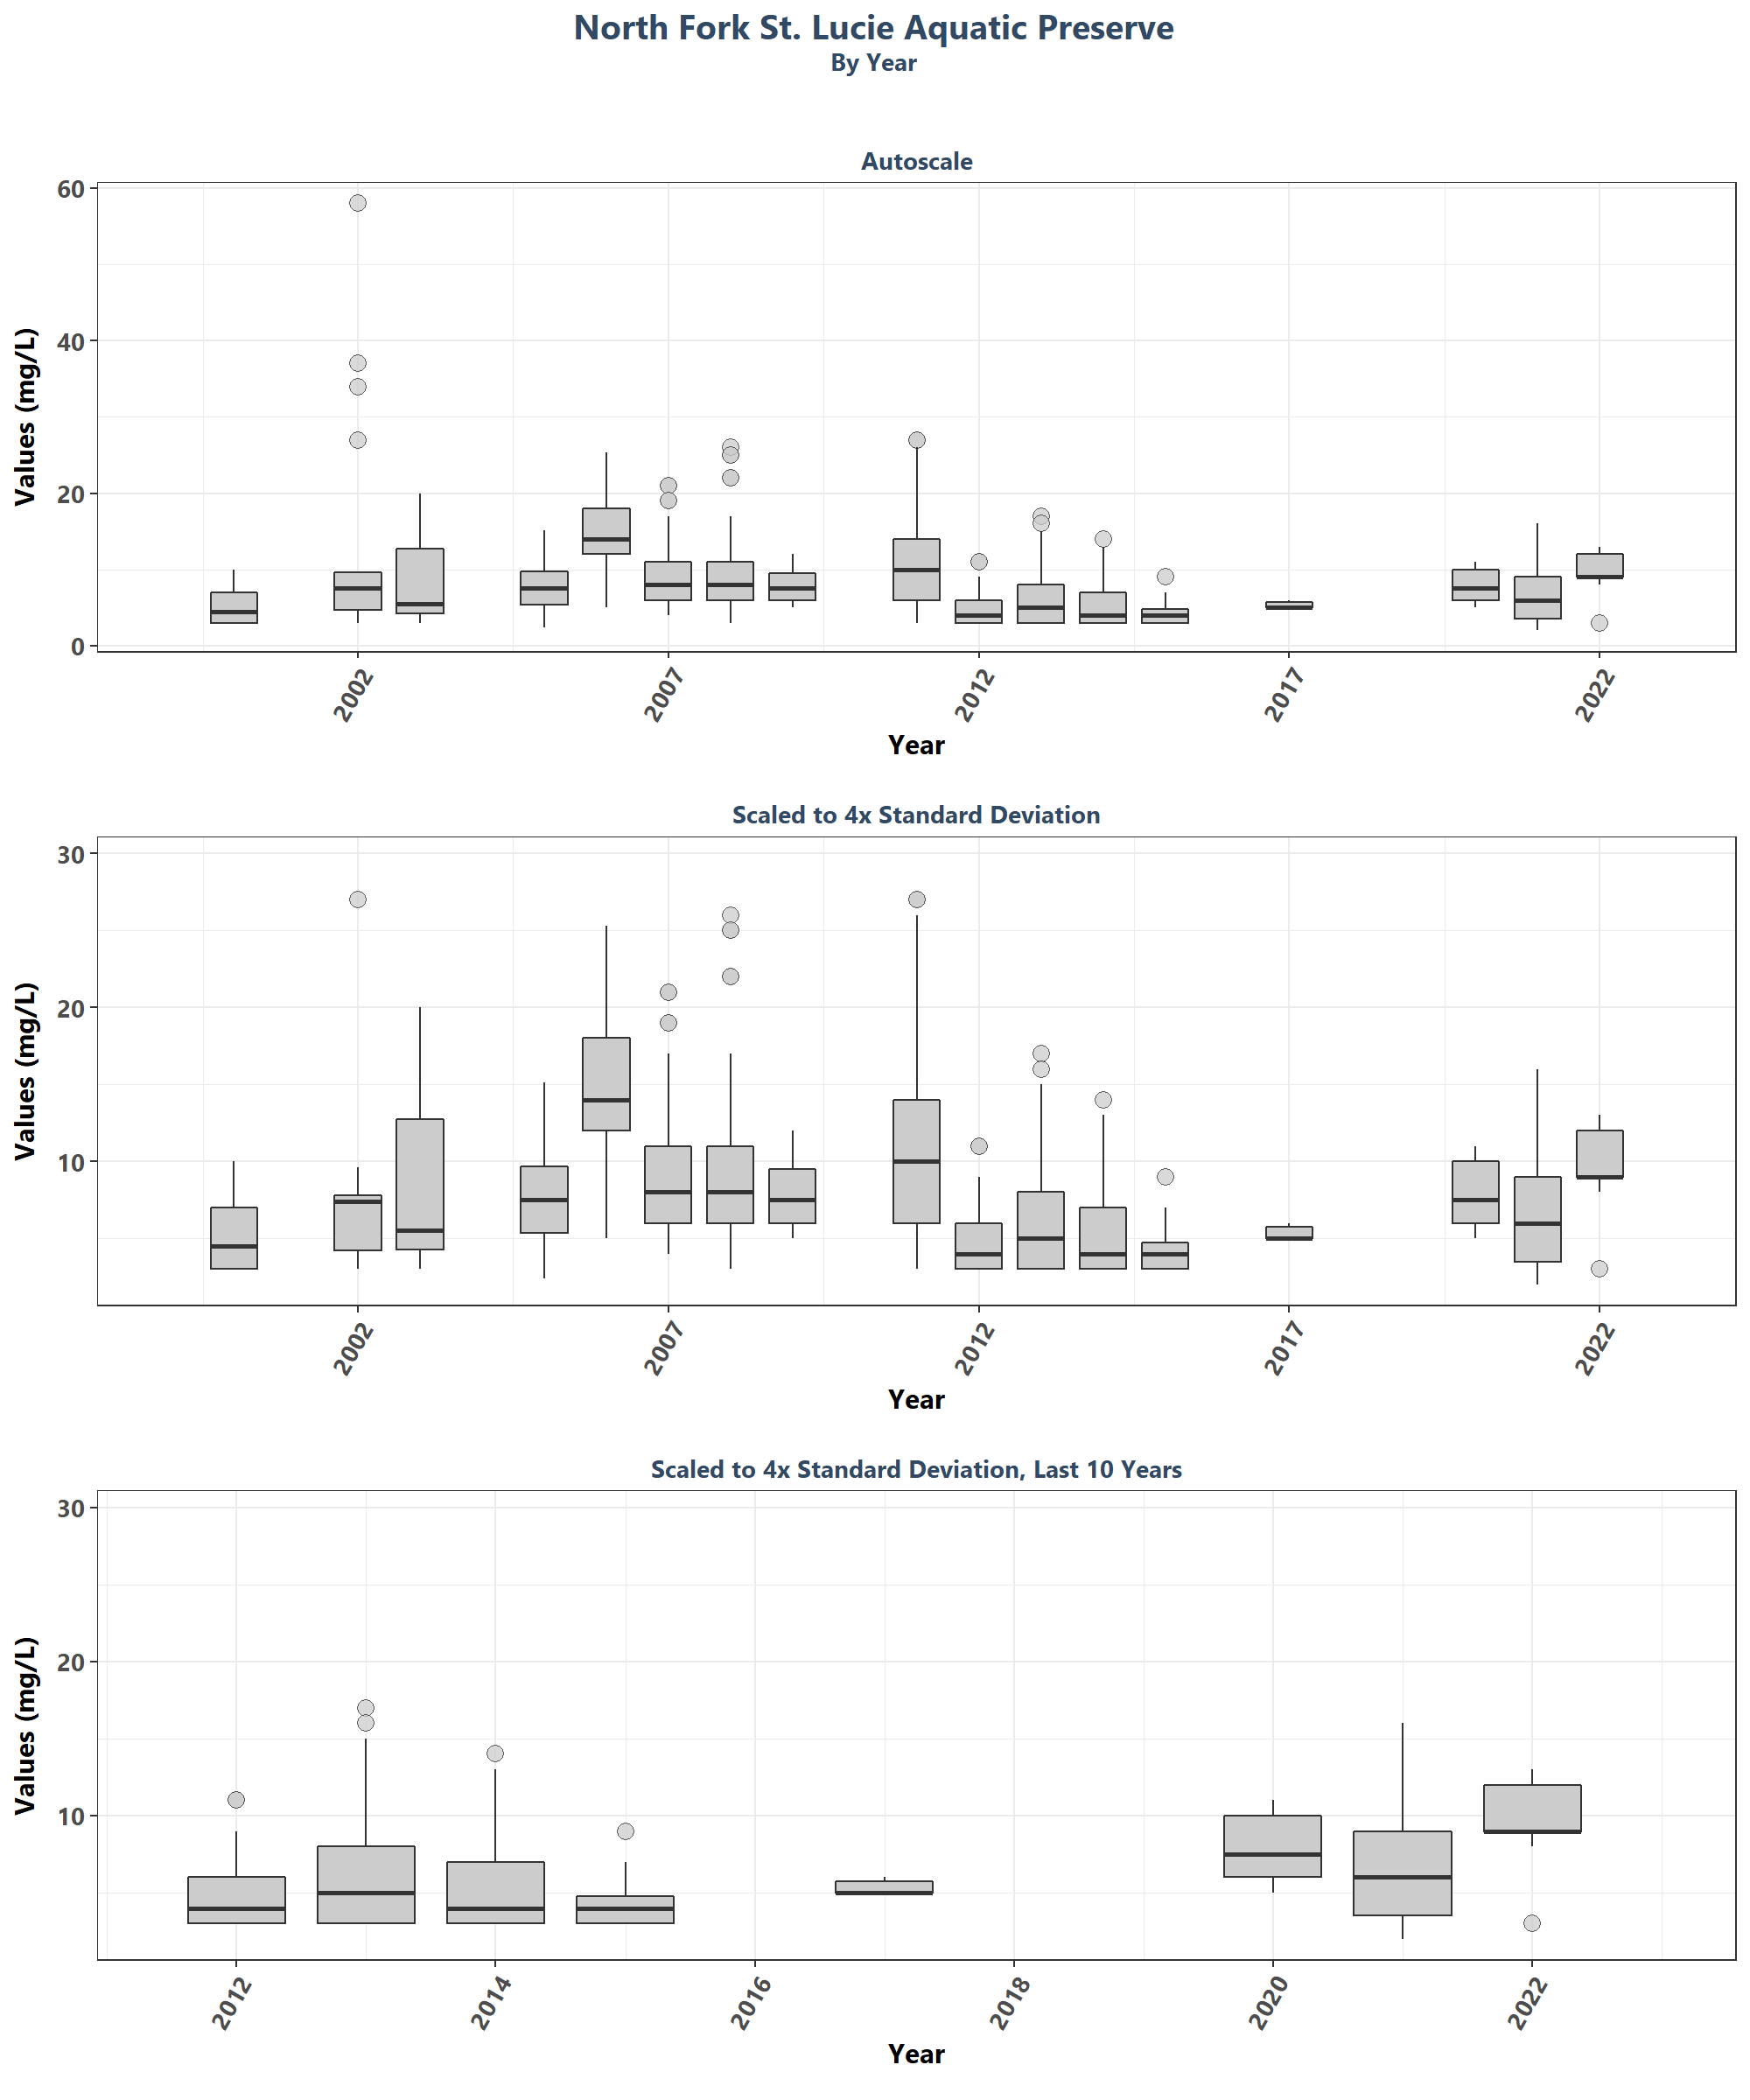 North Fork St. Lucie Aquatic Preserve
By Year
Autoscale
Values (mg/L)
60
40
20
0
2002
2007
2012
2017
2022
Year
Scaled to 4x Standard Deviation
Values (mg/L)
30
20
10
2002
2007
2012
2017
2022
Year
Scaled to 4x Standard Deviation, Last 10 Years
Values (mg/L)
30
20
10
2012
2014
2016
2018
2020
2022
Year